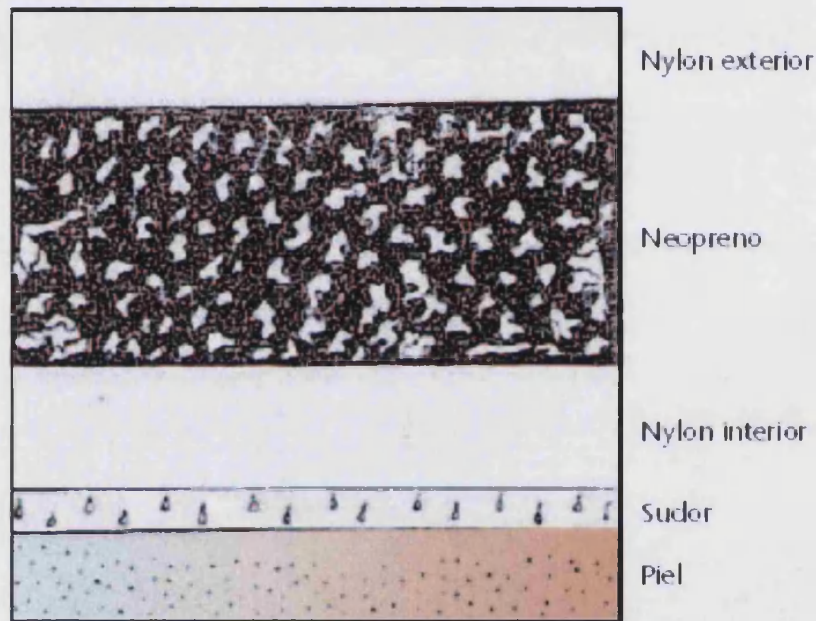 Nylon exterior
Neopreno
Nylon interior
Sudor
Piel